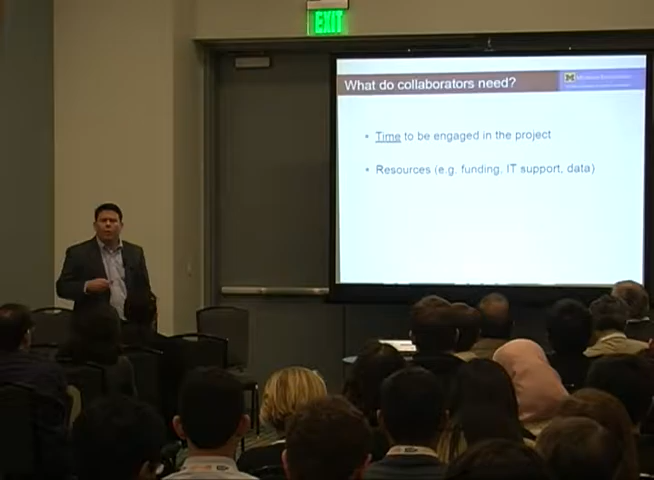 EXIT
What do collaborators need?
M
• Time to be engaged in the project
• Resources (e.g. funding, IT support, data)